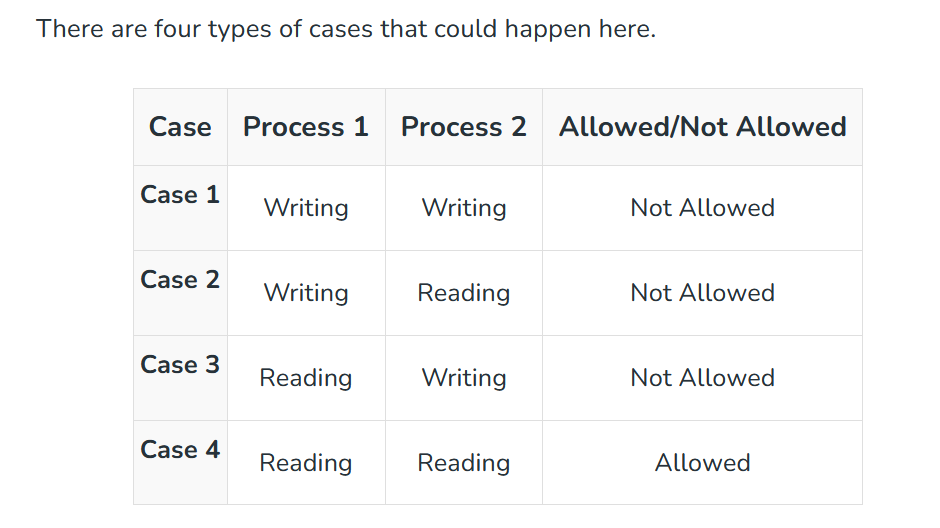 There are four types of cases that could happen here.
Case Process 1 Process 2 Allowed/Not Allowed
Case 1 Writing Writing Not Allowed
Case 2 Writing Reading Not Allowed
Case 3 Reading Writing Not Allowed
Case 4 Reading Reading Allowed